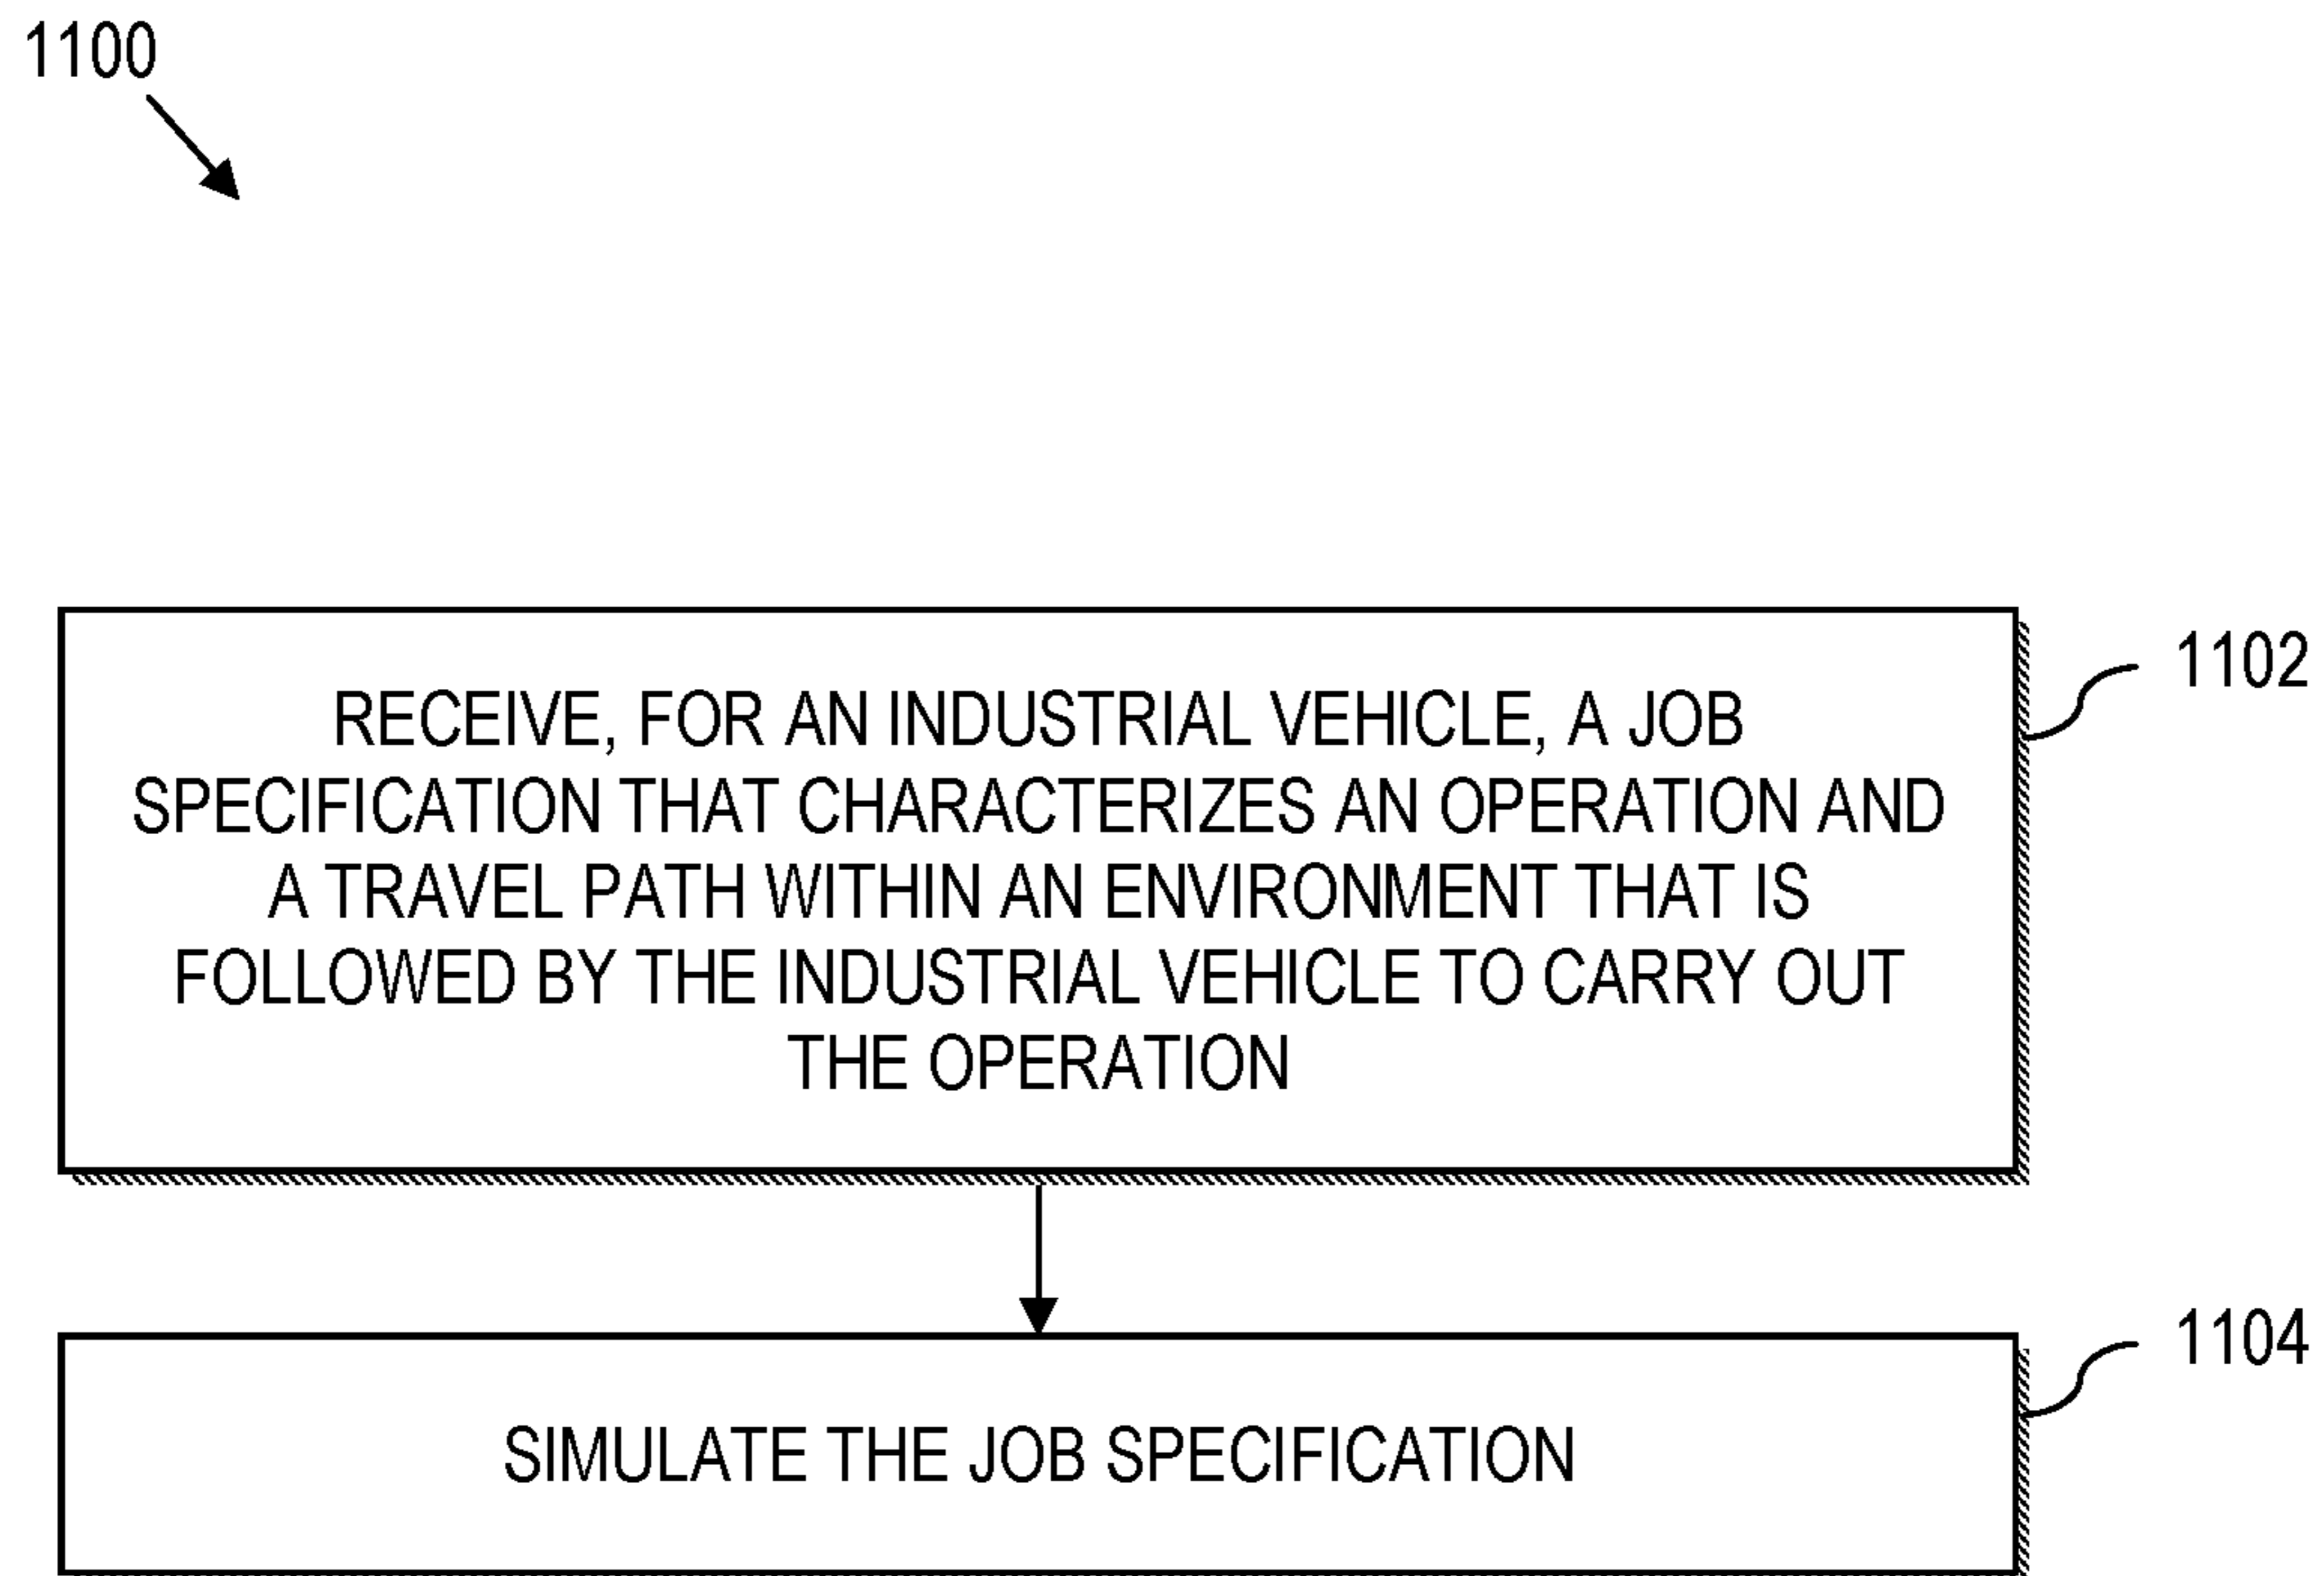 1100
RECEIVE, FOR AN INDUSTRIAL VEHICLE, A JOB
SPECIFICATION THAT CHARACTERIZES AN OPERATION AND
A TRAVEL PATH WITHIN AN ENVIRONMENT THAT IS
FOLLOWED BY THE INDUSTRIAL VEHICLE TO CARRY OUT
THE OPERATION
1102
SIMULATE THE JOB SPECIFICATION
1104